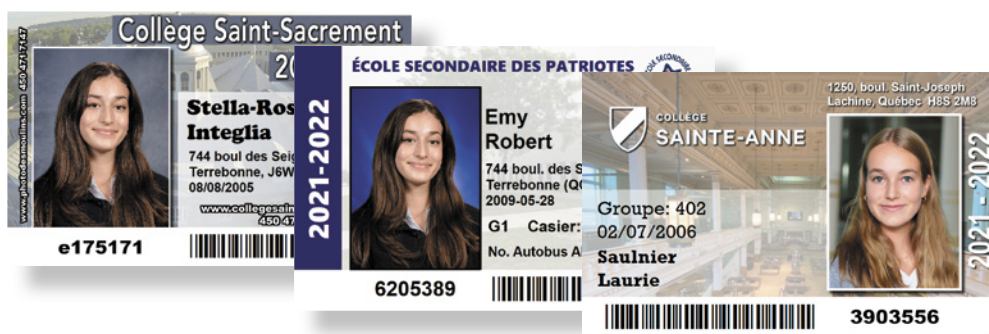 Collège Saint-Sacrement
20
www.photodesmoulins.com 450 471-7147
Stella-Ros
Integlia
744 boul des Seig
Terrebonne, J6W
08/08/2005
www.collegesain
450 47
e175171
ÉCOLE SECONDAIRE DES PATRIOTES
2021-2022
Emy
Robert
744 boul. des S
Terrebonne (Q
2009-05-28
G1 Casier:
No. Autobus A
6205389
1250, boul. Saint-Joseph
Lachine, Québec H8S 2M8
COLLÈGE
SAINTE-ANNE
2021 - 2022
Groupe: 402
02/07/2006
Saulnier
Laurie
3903556